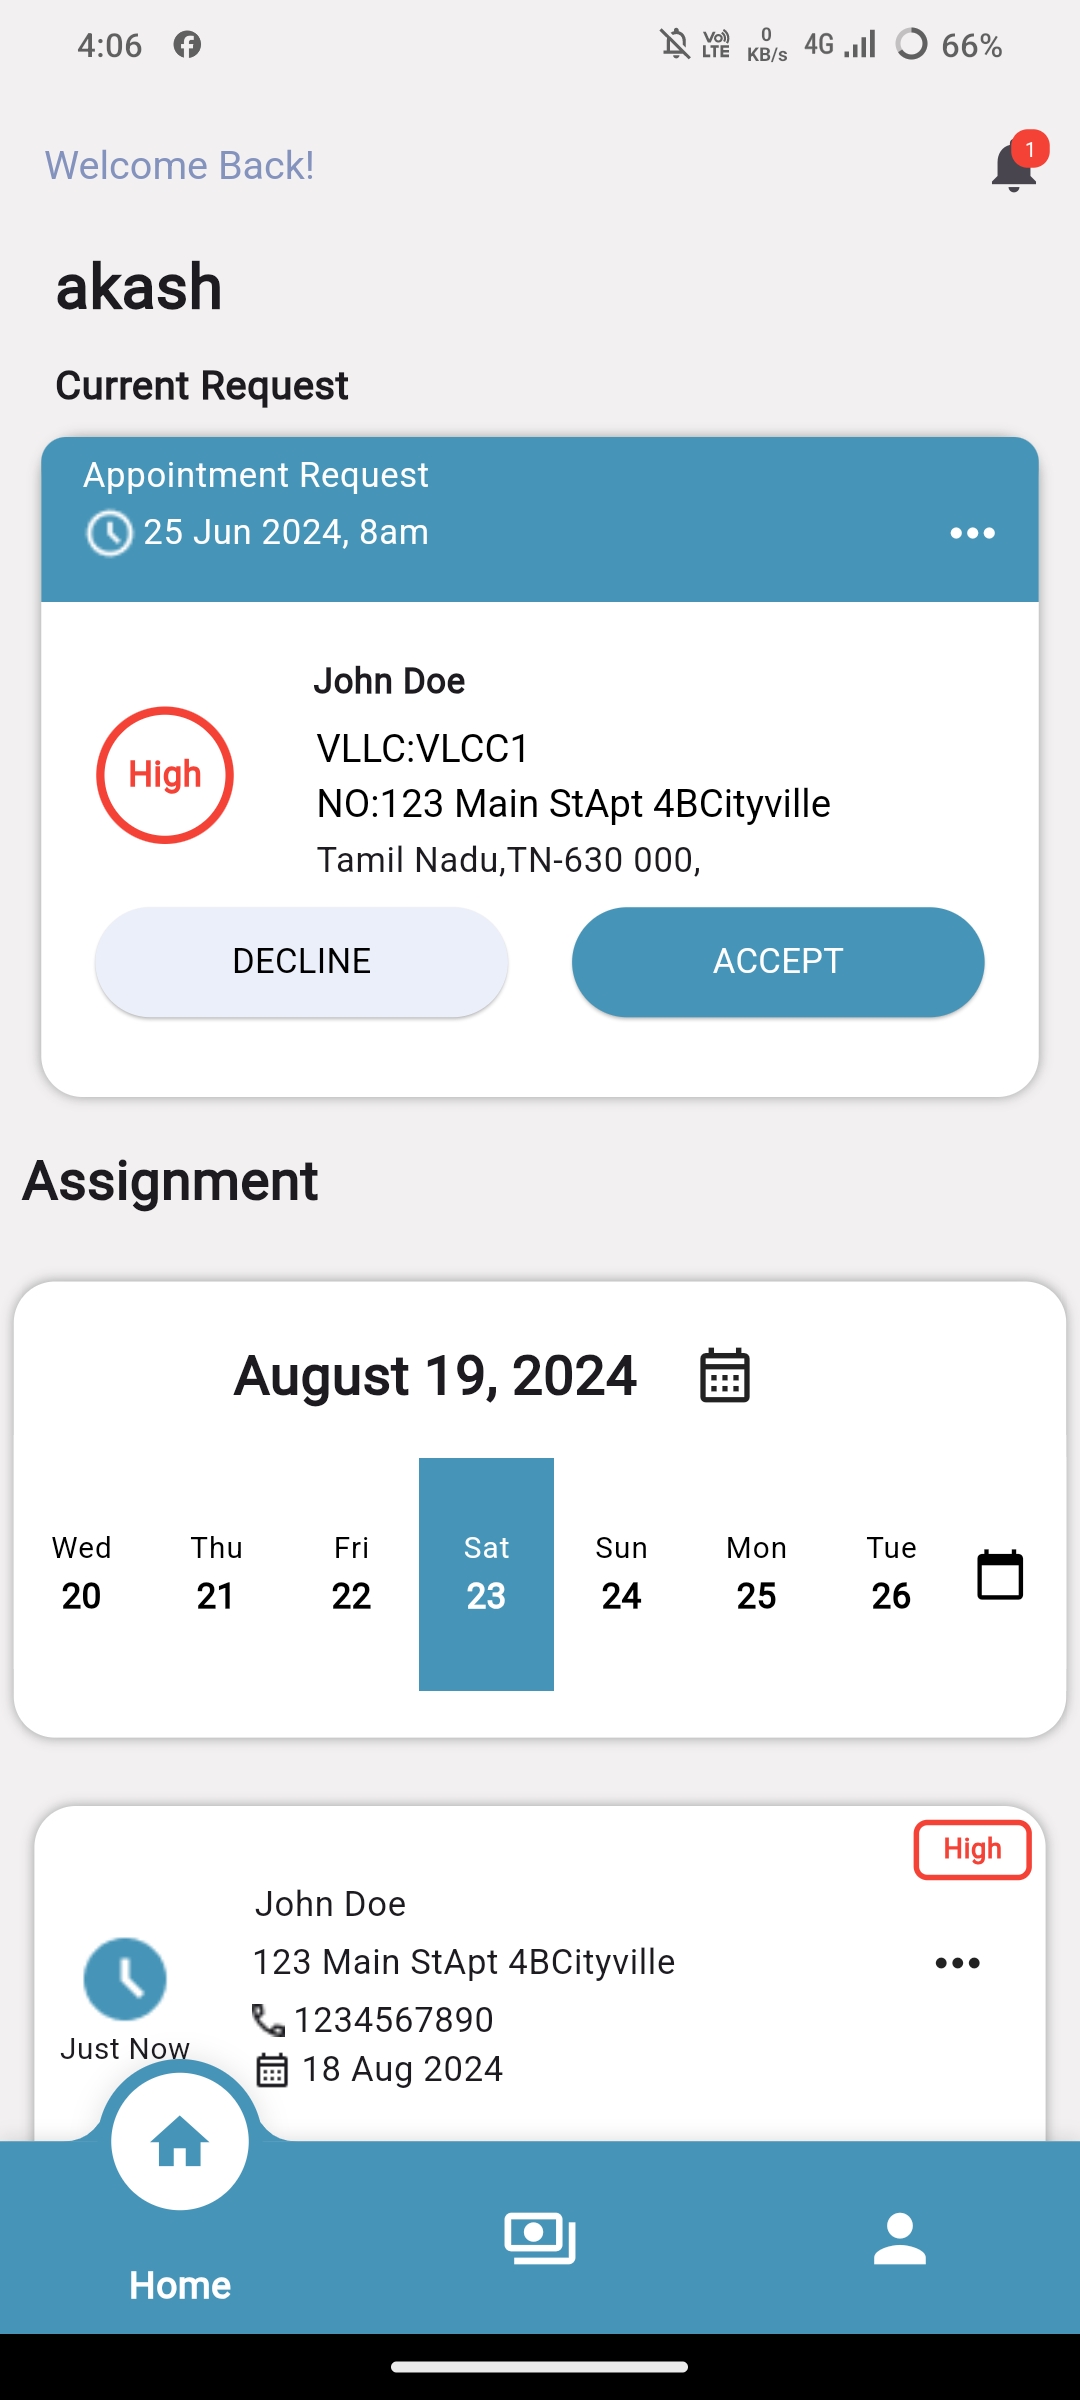 4:06
Vo) LTE 0 KB/s 4G 66%
Welcome Back!
1
akash
Current Request
Appointment Request
25 Jun 2024, 8am
John Doe
High
VLLC:VLCC1
NO:123 Main StApt 4BCityville
Tamil Nadu,TN-630 000,
DECLINE ACCEPT
Assignment
August 19, 2024
Wed Thu Fri Sat Sun Mon Tue
20 21 22 23 24 25 26
High
John Doe
123 Main StApt 4BCityville
1234567890
Just Now
18 Aug 2024
Home